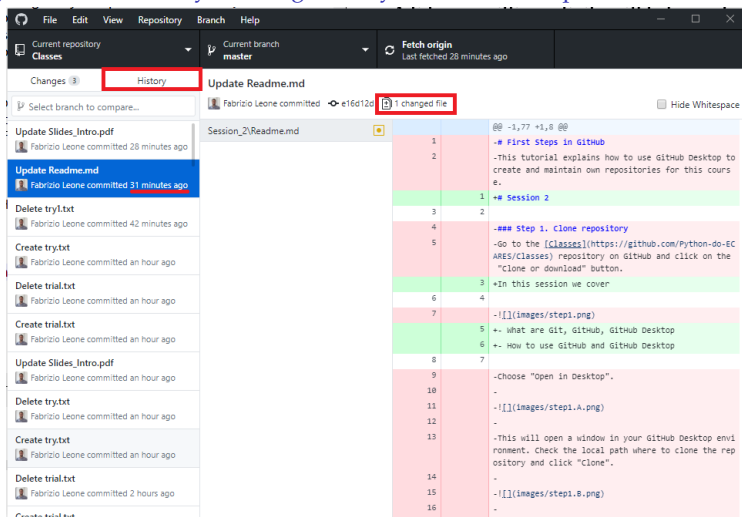 File Edit View Repository Branch Help
Current repository
Classes
Current branch
master
Fetch origin
Last fetched 28 minutes ago
Changes 3
History
Select branch to compare...
Update Slides_Intro.pdf
Fabrizio Leone committed 28 minutes ago
Update Readme.md
Fabrizio Leone committed 31 minutes ago
Delete try1.txt
Fabrizio Leone committed 42 minutes ago
Create try.txt
Fabrizio Leone committed an hour ago
Delete trial.txt
Fabrizio Leone committed an hour ago
Create trial.txt
Fabrizio Leone committed an hour ago
Update Slides_Intro.pdf
Fabrizio Leone committed an hour ago
Delete try.txt
Fabrizio Leone committed an hour ago
Create try.txt
Fabrizio Leone committed an hour ago
Delete trial.txt
Fabrizio Leone committed 2 hours ago
Create trial.txt
Update Readme.md
Fabrizio Leone committed e16d12d 1 changed file
Hide Whitespace
Session_2\Readme.md
@@ -1,77 +1,8 @@
1 -# First Steps in GitHub
2 -This tutorial explains how to use GitHub Desktop to
create and maintain own repositories for this cours
e.
1 +# Session 2
3 2
4 -### Step 1. Clone repository
5 -Go to the [Classes](https://github.com/Python-do-EC
ARES/Classes) repository on GitHub and click on the
"Clone or download" button.
3 +In this session we cover
6 4
7 -![](images/step1.png)
5 +- What are Git, GitHub, GitHub Desktop
6 +- How to use GitHub and GitHub Desktop
8 7
9 -Choose "Open in Desktop".
10 -
11 -![](images/step1.A.png)
12 -
13 -This will open a window in your GitHub Desktop envi
ronment. Check the local path where to clone the rep
ository and click "Clone".
14 -
15 -![](images/step1.B.png)
16 -